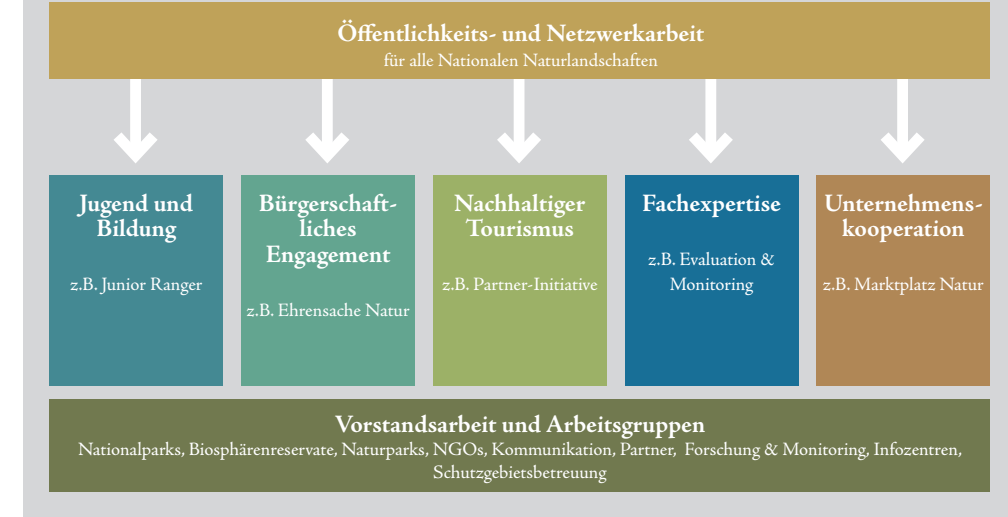 Öffentlichkeits- und Netzwerkarbeit
für alle Nationalen Naturlandschaften
Jugend und
Bildung
z.B. Junior Ranger
Bürgerschaft-
liches
Engagement
z.B. Ehrensache Natur
Nachhaltiger
Tourismus
z.B. Partner-Initiative
Fachexpertise
z.B. Evaluation &
Monitoring
Unternehmens-
kooperation
z.B. Marktplatz Natur
Vorstandsarbeit und Arbeitsgruppen
Nationalparks, Biosphärenreservate, Naturparks, NGOs, Kommunikation, Partner, Forschung & Monitoring, Infozentren,
Schutzgebietsbetreuung